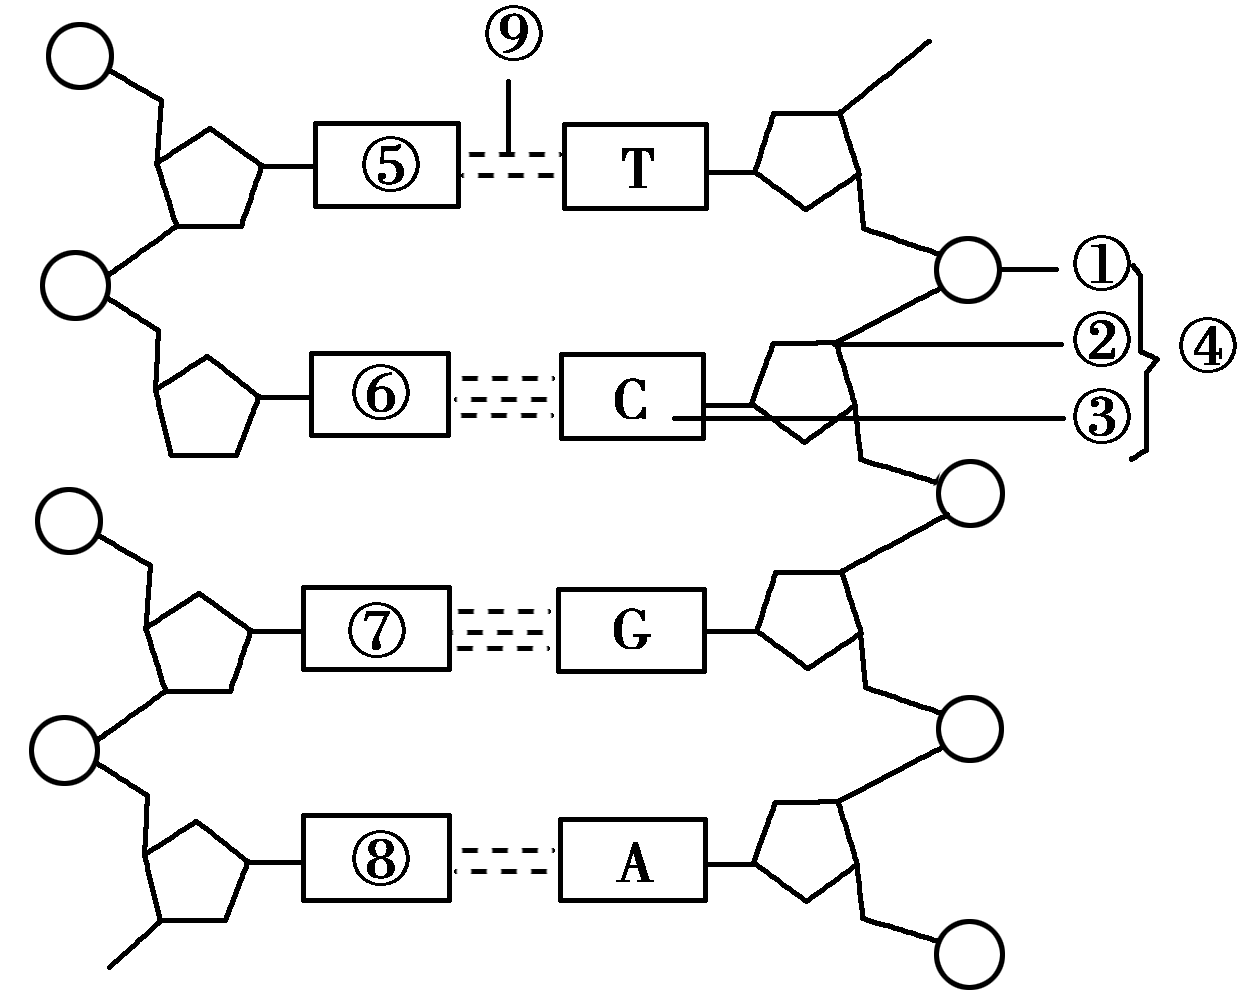 ⑨
⑤ T
①
② ④
⑥ C ③
⑦ G
⑧ A